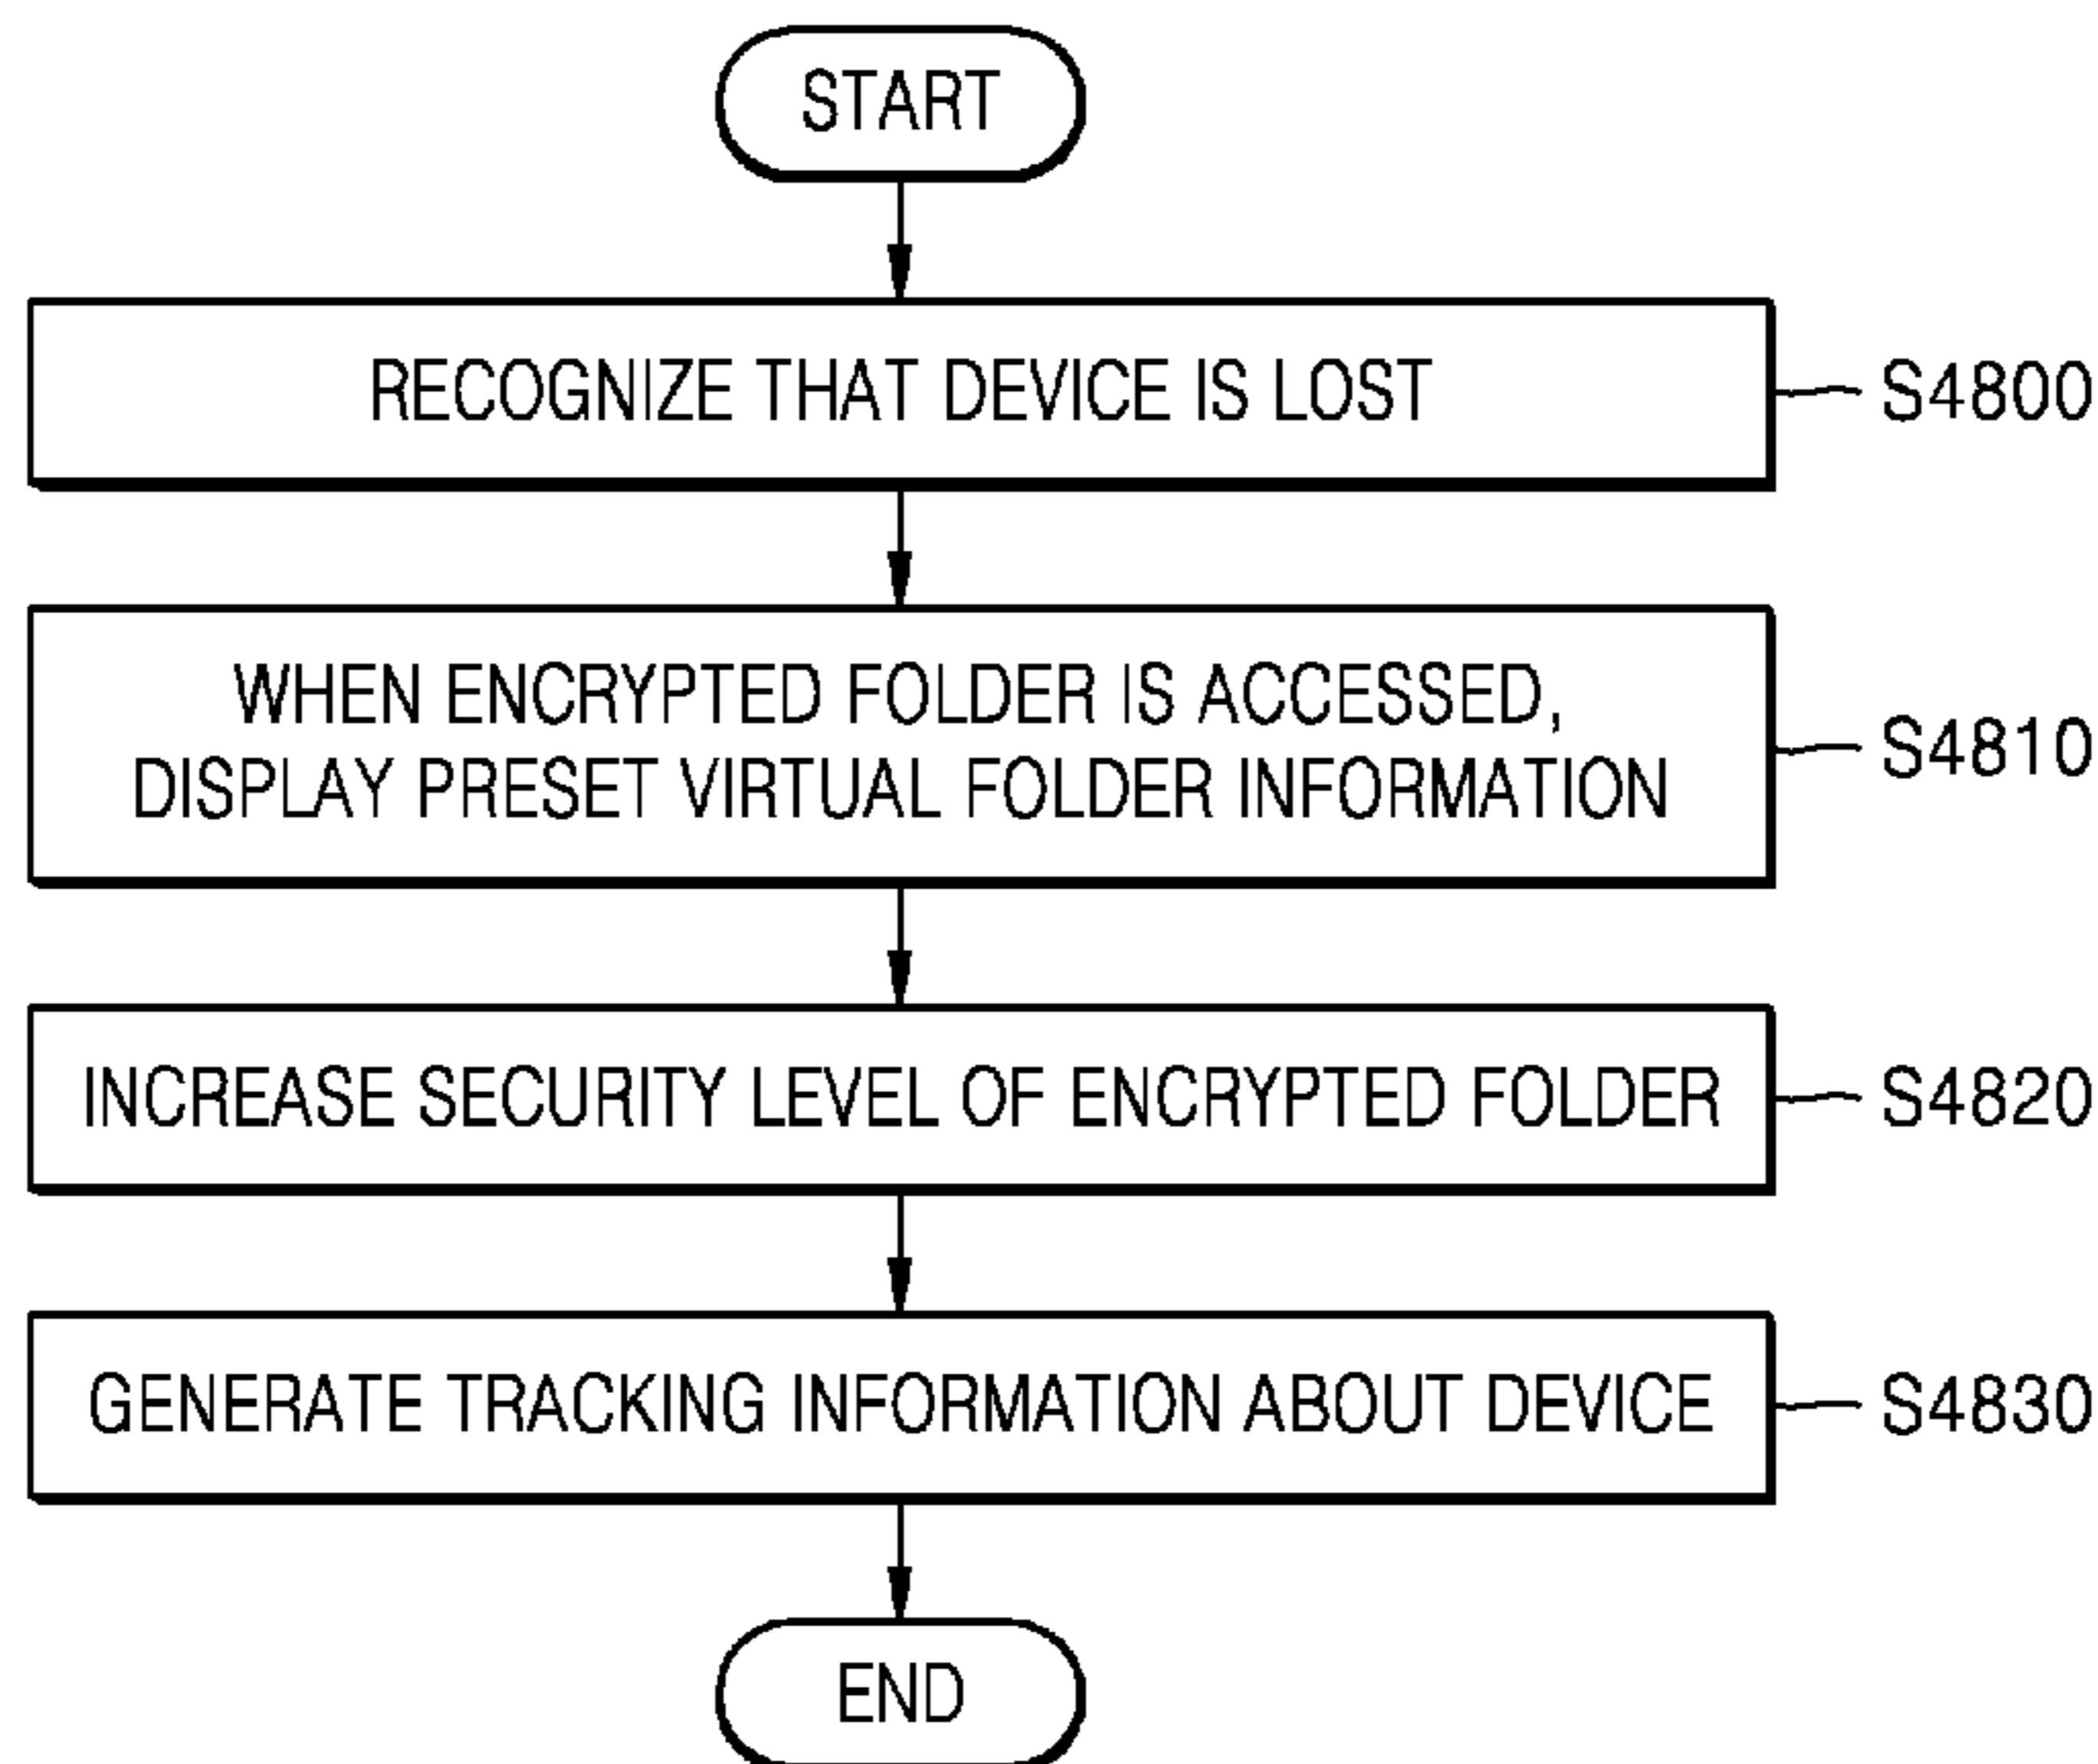 START
RECOGNIZE THAT DEVICE IS LOST
S4800
WHEN ENCRYPTED FOLDER IS ACCESSED,
DISPLAY PRESET VIRTUAL FOLDER INFORMATION
S4810
INCREASE SECURITY LEVEL OF ENCRYPTED FOLDER
S4820
GENERATE TRACKING INFORMATION ABOUT DEVICE
S4830
END